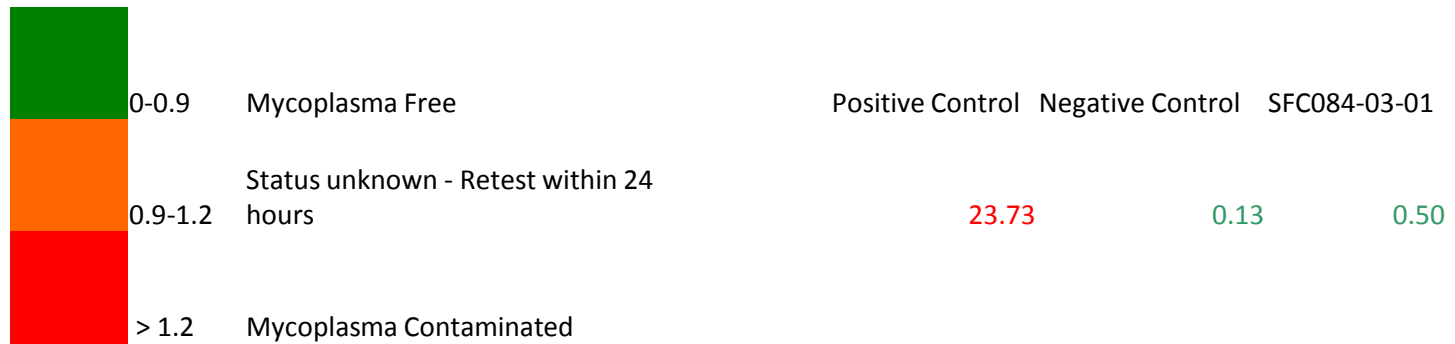 0-0.9 Mycoplasma Free Positive Control Negative Control SFC084-03-01
Status unknown - Retest within 24
0.9-1.2 hours 23.73 0.13 0.50
> 1.2 Mycoplasma Contaminated